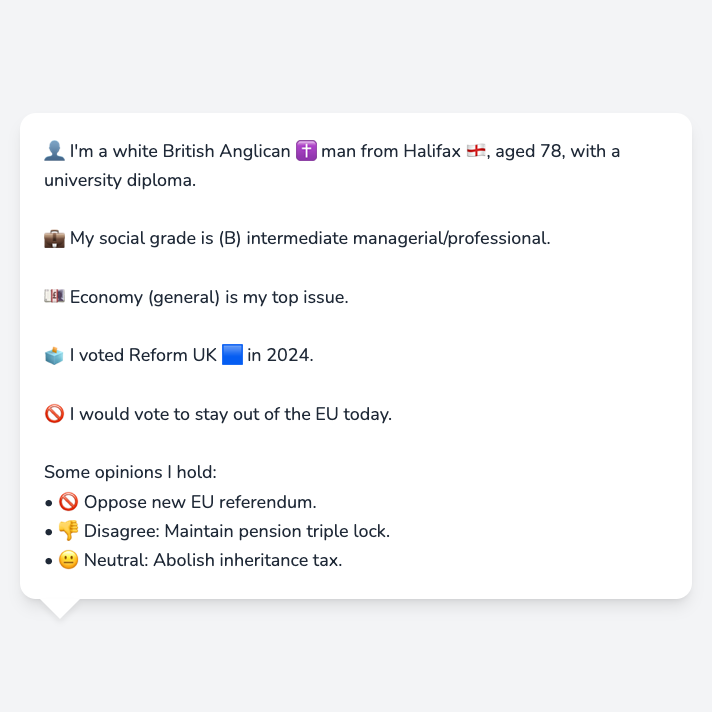 👤 I'm a white British Anglican ✝️ man from Halifax 🏴󠁧󠁢󠁥󠁮󠁧󠁿, aged 78, with a
university diploma.
💼 My social grade is (B) intermediate managerial/professional.
💷 Economy (general) is my top issue.
🗳️ I voted Reform UK 🟦 in 2024.
🚫 I would vote to stay out of the EU today.
Some opinions I hold:
• 🚫 Oppose new EU referendum.
• 👎 Disagree: Maintain pension triple lock.
• 😐 Neutral: Abolish inheritance tax.